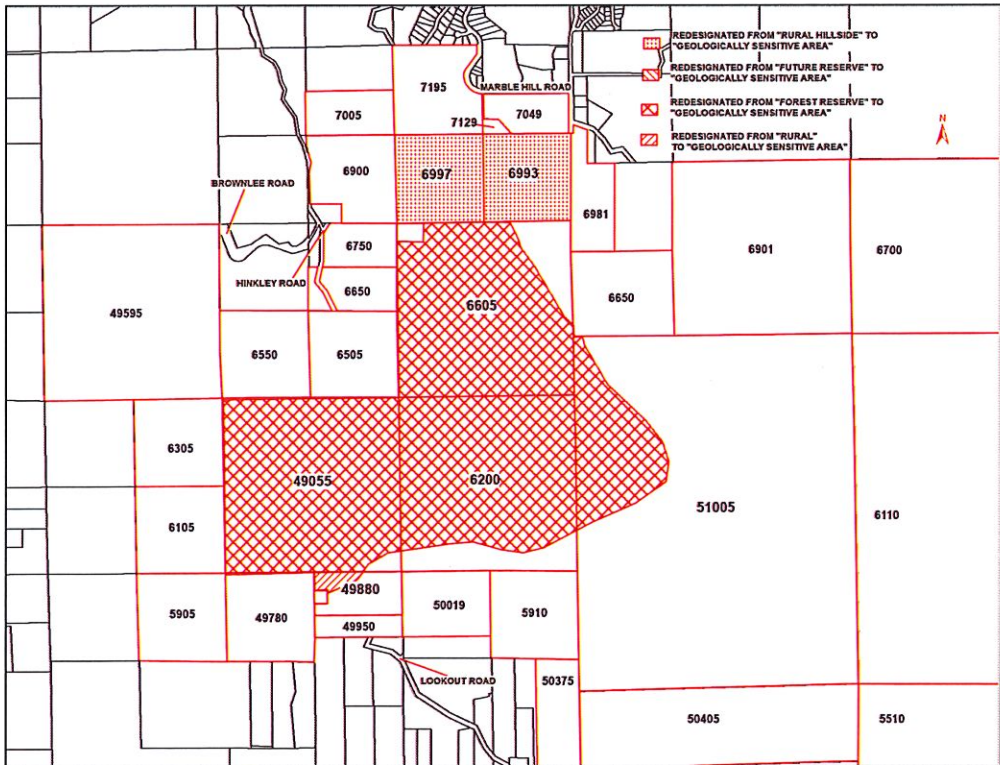 REDESIGNATED FROM "RURAL HILLSIDE" TO
"GEOLOGICALLY SENSITIVE AREA"
REDESIGNATED FROM "FUTURE RESERVE" TO
"GEOLOGICALLY SENSITIVE AREA"
REDESIGNATED FROM "FOREST RESERVE" TO
"GEOLOGICALLY SENSITIVE AREA"
REDESIGNATED FROM "RURAL"
TO "GEOLOGICALLY SENSITIVE AREA"
N
7195
MARBLE HILL ROAD
7005
7129
7049
6900
6997
6993
BROWNLEE ROAD
6981
6750
6901
6700
HINKLEY ROAD
6650
6605
6650
49595
6550
6505
6305
49055
6200
51005
6105
6110
5905
49780
49880
50019
5910
49950
LOOKOUT ROAD
50375
50405
5510